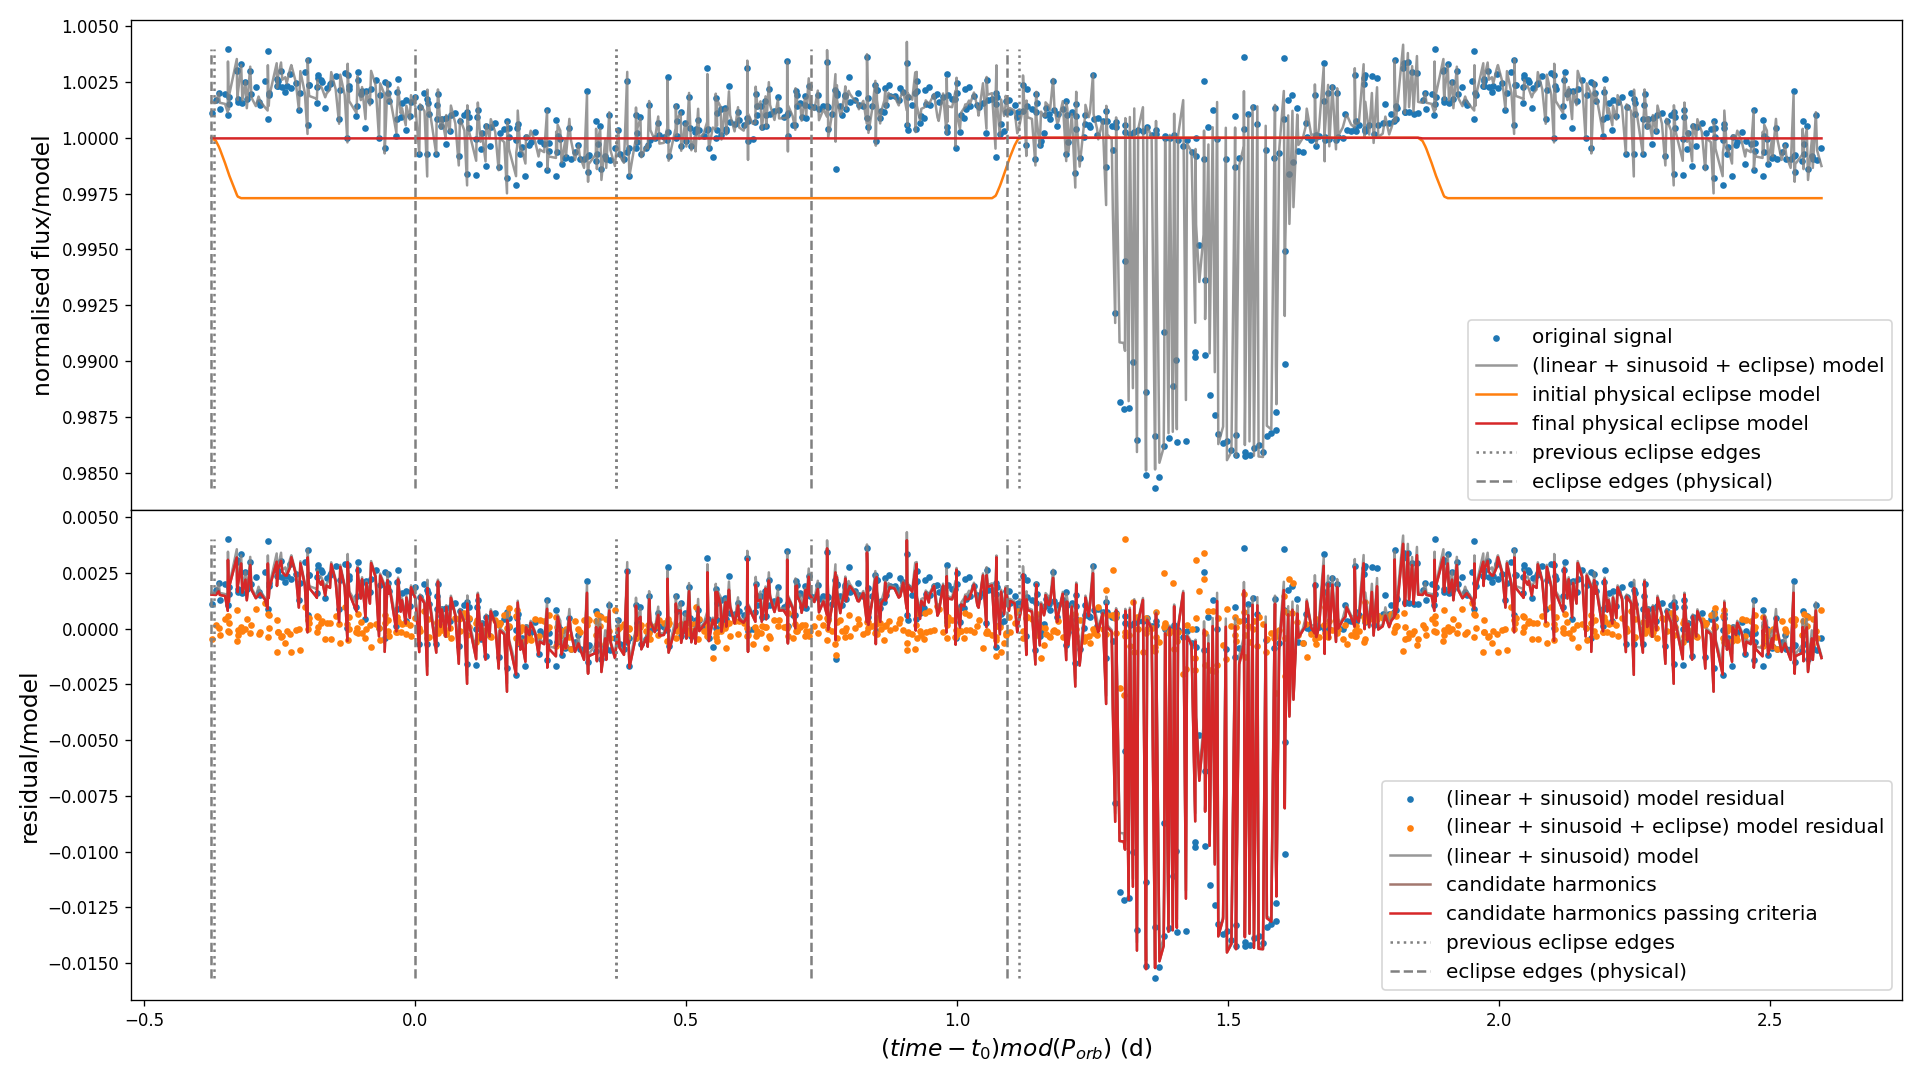 1.0050
1.0025
1.0000
0.9975
0.9950
0.9925
0.9900
0.9875
0.9850
normalised flux/model
original signal
(linear + sinusoid + eclipse) model
initial physical eclipse model
final physical eclipse model
previous eclipse edges
eclipse edges (physical)
0.0050
0.0025
0.0000
−0.0025
−0.0050
−0.0075
−0.0100
−0.0125
−0.0150
residual/model
(linear + sinusoid) model residual
(linear + sinusoid + eclipse) model residual
(linear + sinusoid) model
candidate harmonics
candidate harmonics passing criteria
previous eclipse edges
eclipse edges (physical)
−0.5 0.0 0.5 1.0 1.5 2.0 2.5
(time − t₀)mod(Pₒᵣb) (d)